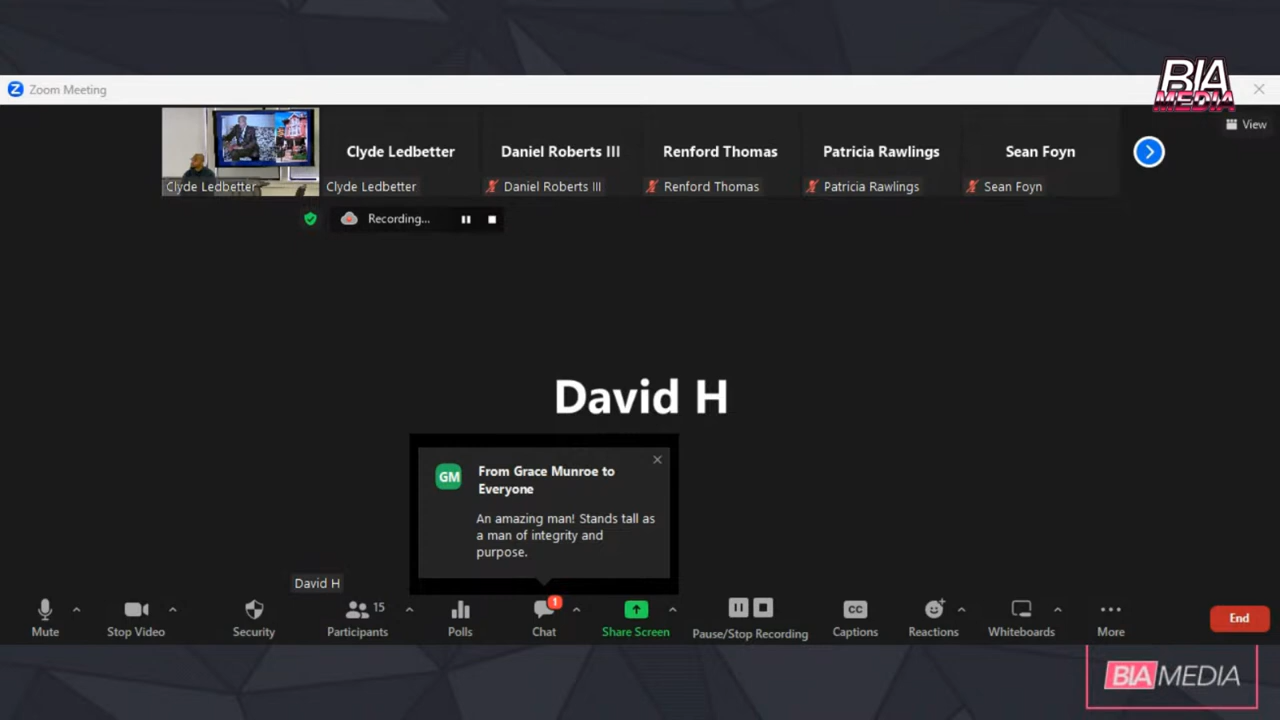 BIA
MEDIA
Zoom Meeting
View
Clyde Ledbetter
Daniel Roberts III
Renford Thomas
Patricia Rawlings
Sean Foyn
Clyde Ledbetter
Clyde Ledbetter
Daniel Roberts III
Renford Thomas
Patricia Rawlings
Sean Foyn
Recording...
David H
GM
From Grace Munroe to
Everyone
An amazing man! Stands tall as
a man of integrity and
purpose.
David H
15
1
CC
Mute
Stop Video
Security
Participants
Polls
Chat
Share Screen
Pause/Stop Recording
Captions
Reactions
Whiteboards
More
End
BIAMEDIA